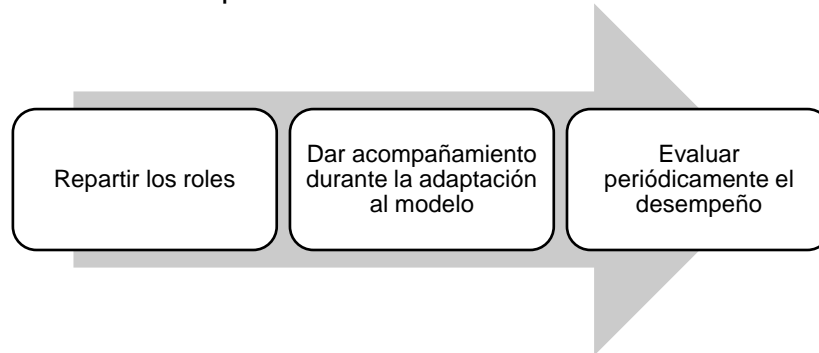 Repartir los roles
Dar acompañamiento
durante la adaptación
al modelo
Evaluar
periódicamente el
desempeño